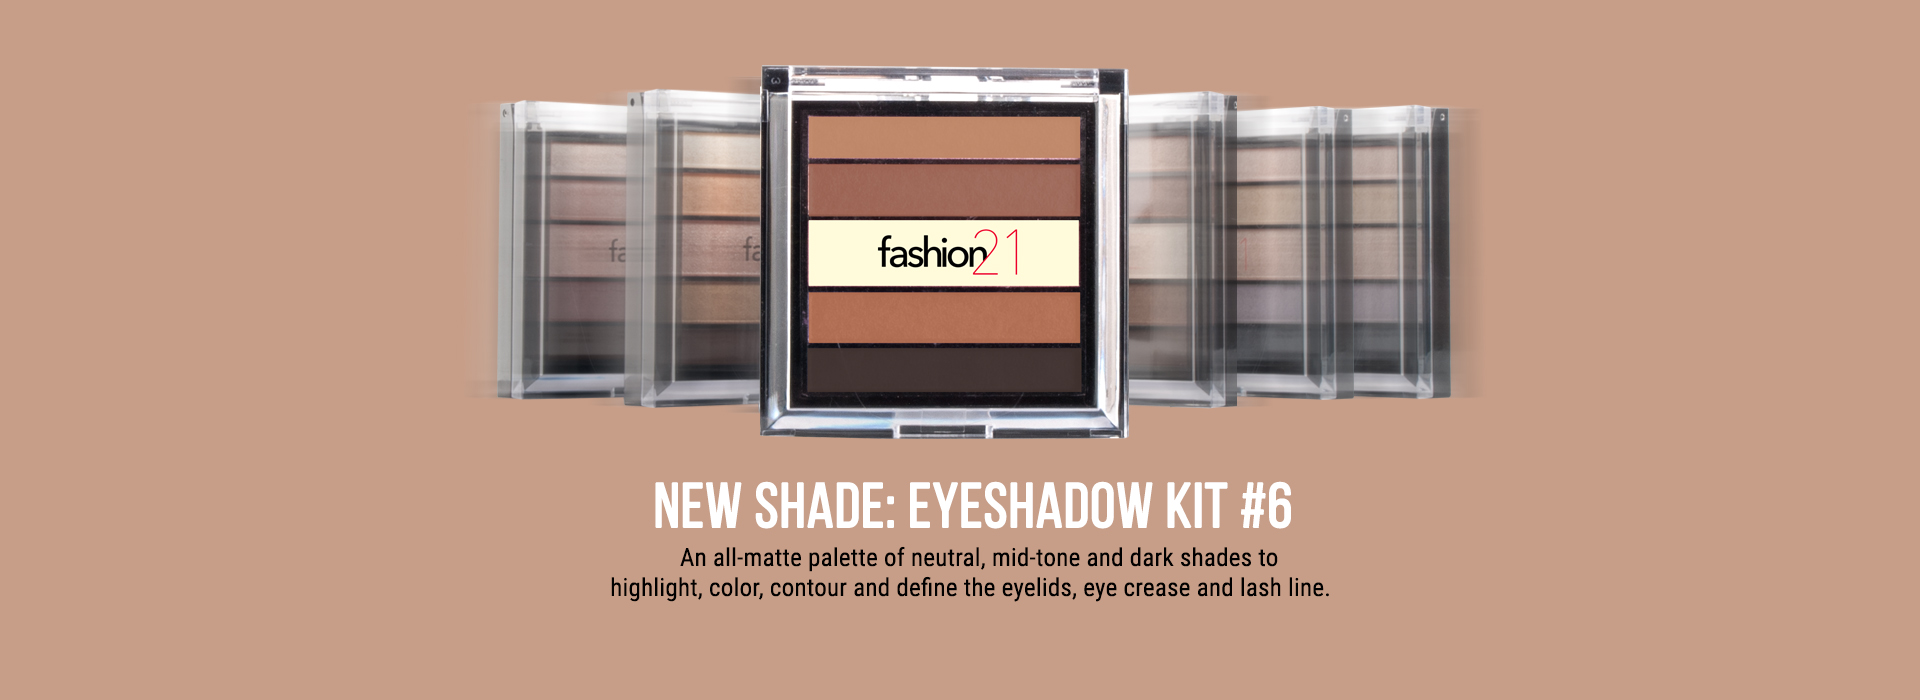 fashion21
NEW SHADE: EYESHADOW KIT #6
An all-matte palette of neutral, mid-tone and dark shades to
highlight, color, contour and define the eyelids, eye crease and lash line.